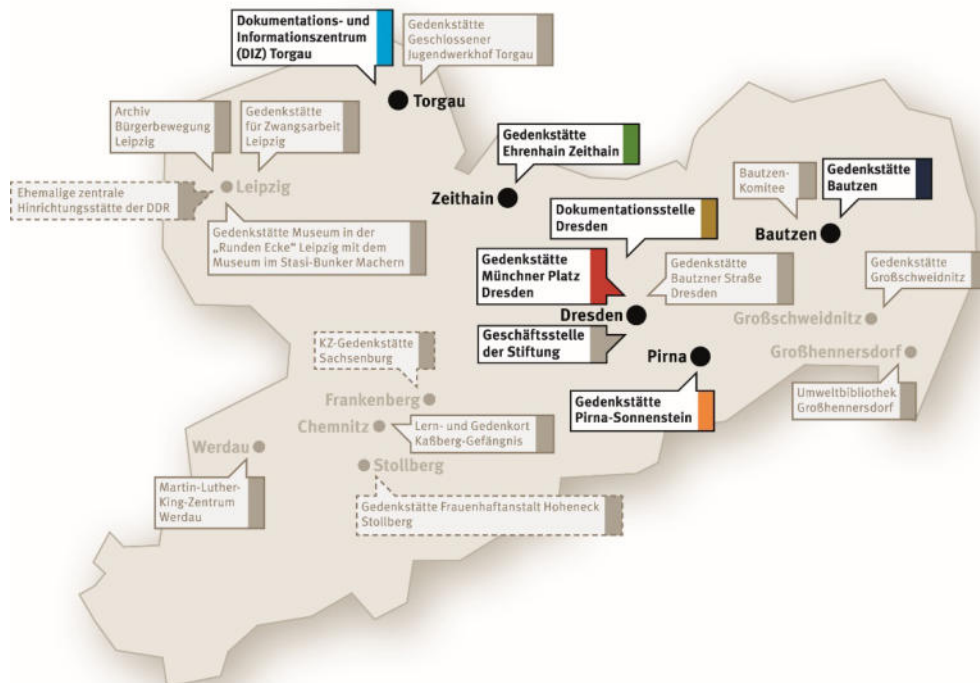 Dokumentations- und
Informationszentrum
(DIZ) Torgau
Gedenkstätte
Geschlossener
Jugendwerkhof Torgau
Torgau
Archiv
Bürgerbewegung
Leipzig
Gedenkstätte
für Zwangsarbeit
Leipzig
Gedenkstätte
Ehrenhain Zeithain
Bautzen-
Komitee
Gedenkstätte
Bautzen
Ehemalige zentrale
Hinrichtungsstätte der DDR
Leipzig
Zeithain
Dokumentationsstelle
Dresden
Bautzen
Gedenkstätte Museum in der
„Runden Ecke“ Leipzig mit dem
Museum im Stasi-Bunker Machern
Gedenkstätte
Münchner Platz
Dresden
Gedenkstätte
Bautzner Straße
Dresden
Gedenkstätte
Großschweidnitz
Dresden
Großschweidnitz
KZ-Gedenkstätte
Sachsenburg
Geschäftsstelle
der Stiftung
Pirna
Großhennersdorf
Frankenberg
Gedenkstätte
Pirna-Sonnenstein
Umweltbibliothek
Großhennersdorf
Chemnitz
Lern- und Gedenkort
Kaßberg-Gefängnis
Werdau
Stollberg
Martin-Luther-
King-Zentrum
Werdau
Gedenkstätte Frauenhaftanstalt Hoheneck
Stollberg